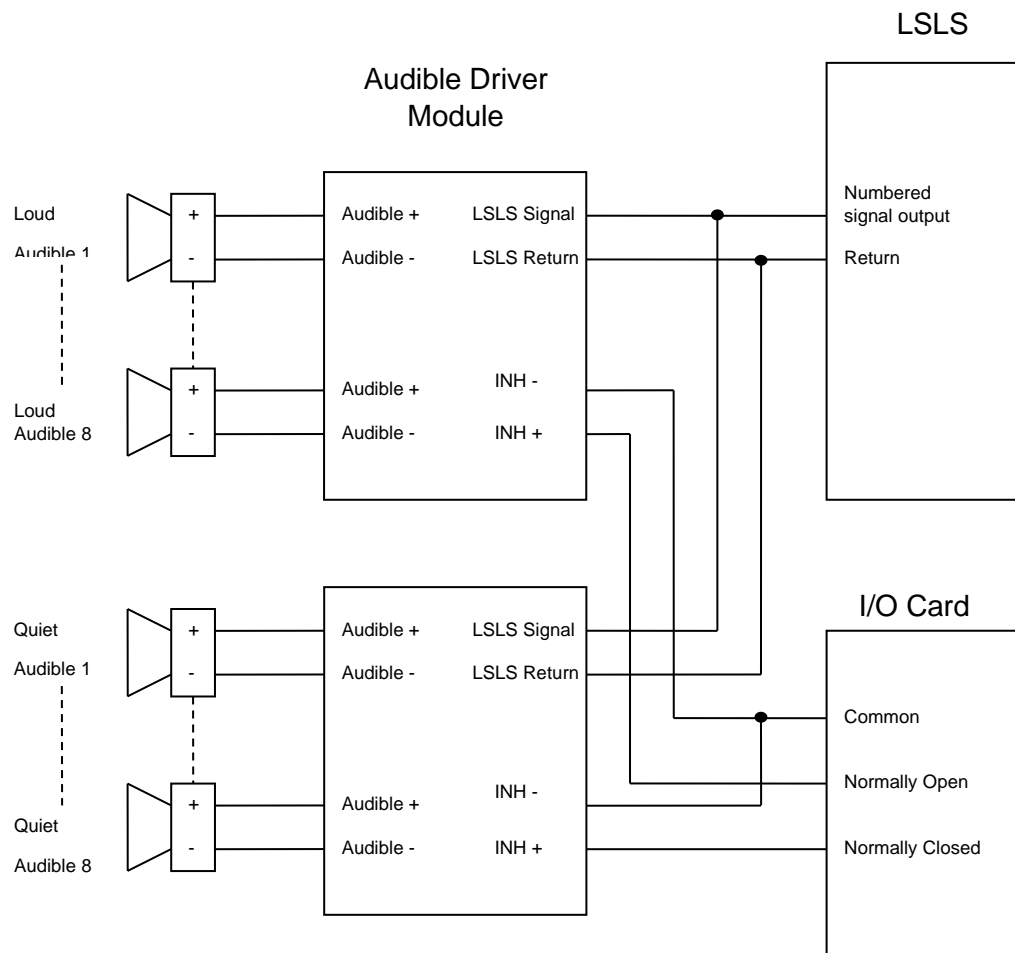 LSLS
Audible Driver
Module
Loud
Audible 1
+
-
Audible +
LSLS Signal
Audible -
LSLS Return
Numbered
signal output
Return
Loud
Audible 8
+
-
Audible +
INH -
Audible -
INH +
I/O Card
Quiet
Audible 1
+
-
Audible +
LSLS Signal
Audible -
LSLS Return
Common
Normally Open
Normally Closed
Quiet
Audible 8
+
-
Audible +
INH -
Audible -
INH +